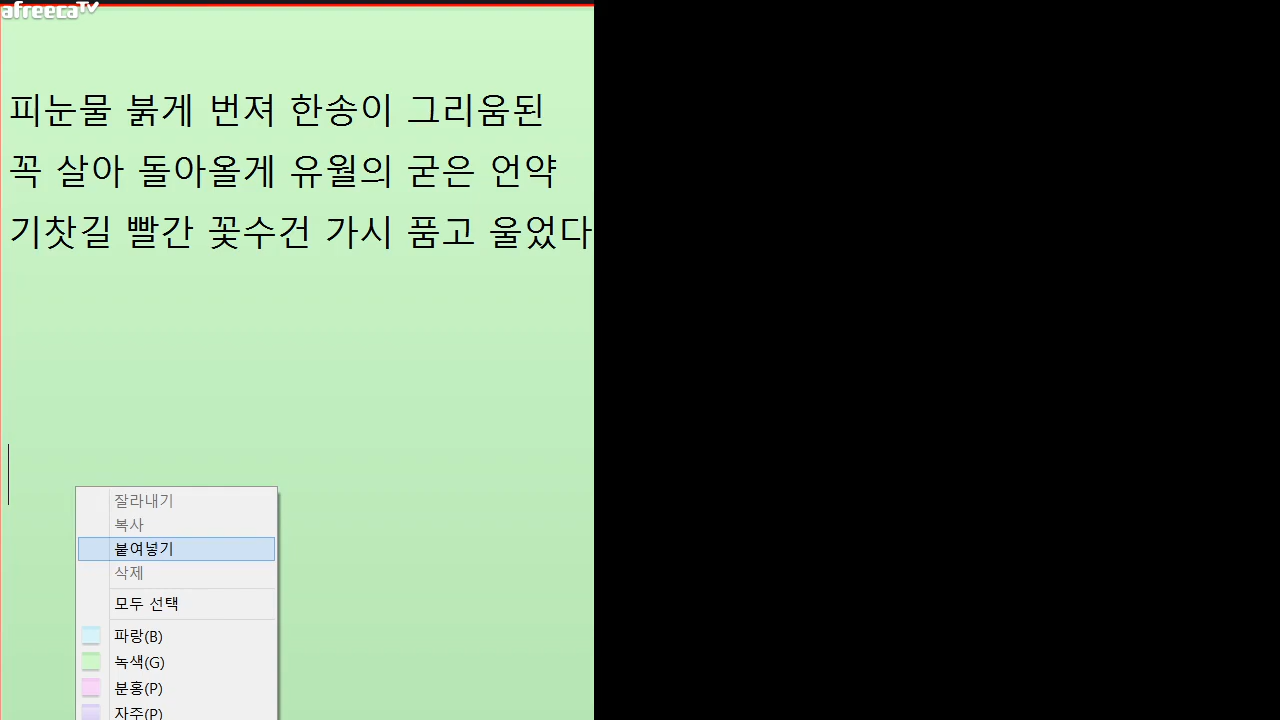 afreecaTV
피눈물 붉게 번져 한송이 그리움된
꼭 살아 돌아올게 유월의 굳은 언약
기찻길 빨간 꽃수건 가시 품고 울었다
잘라내기
복사
붙여넣기
삭제
모두 선택
파랑(B)
녹색(G)
분홍(P)
자주(P)